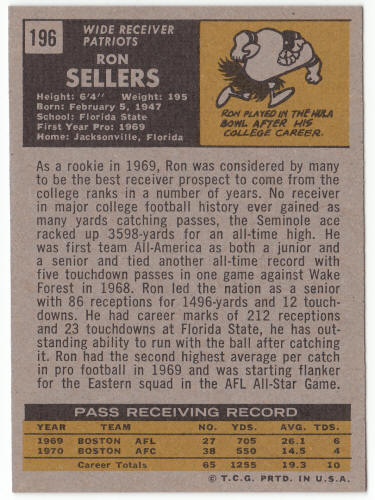 196
WIDE RECEIVER
PATRIOTS
RON
SELLERS
Height: 6'4" Weight: 195
Born: February 5, 1947
School: Florida State
First Year Pro: 1969
Home: Jacksonville, Florida
RON PLAYED IN THE HULA
BOWL AFTER HIS
COLLEGE CAREER.
As a rookie in 1969, Ron was considered by many
to be the best receiver prospect to come from the
college ranks in a number of years. No receiver
in major college football history ever gained as
many yards catching passes, the Seminole ace
racked up 3598-yards for an all-time high. He
was first team All-America as both a junior and
a senior and tied another all-time record with
five touchdown passes in one game against Wake
Forest in 1968. Ron led the nation as a senior
with 86 receptions for 1496-yards and 12 touch-
downs. He had career marks of 212 receptions
and 23 touchdowns at Florida State, he has out-
standing ability to run with the ball after catching
it. Ron had the second highest average per catch
in pro football in 1969 and was starting flanker
for the Eastern squad in the AFL All-Star Game.
PASS RECEIVING RECORD
YEAR TEAM NO. YDS. AVG. TDS.
1969 BOSTON AFL 27 705 26.1 6
1970 BOSTON AFC 38 550 14.5 4
Career Totals 65 1255 19.3 10
© T.C.G. PRTD. IN U.S.A.